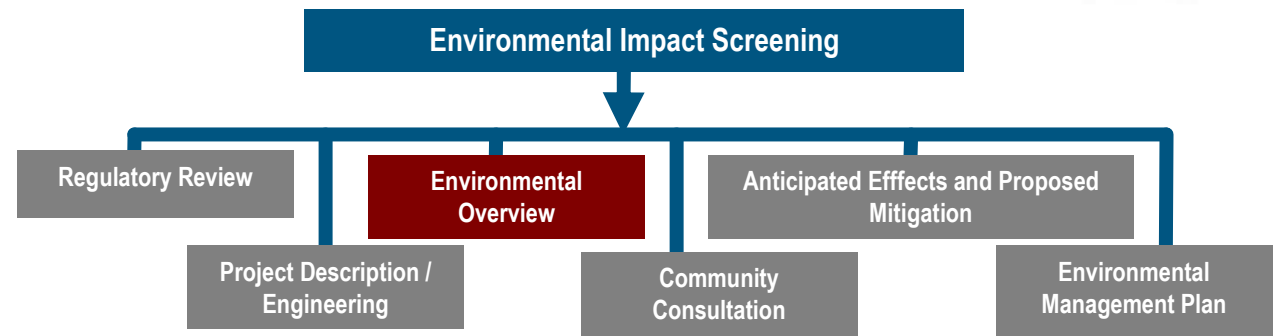 Environmental Impact Screening
Regulatory Review
Environmental
Overview
Anticipated Efffects and Proposed
Mitigation
Project Description /
Engineering
Community
Consultation
Environmental
Management Plan